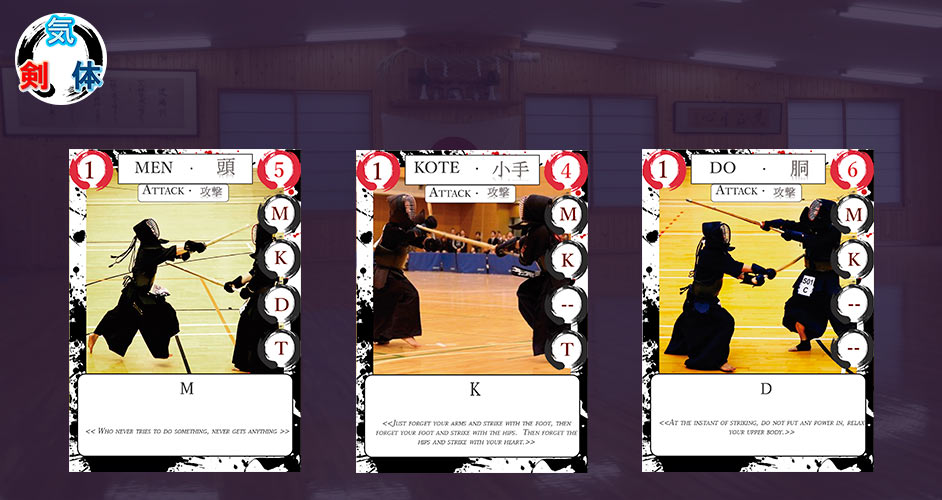 気
剣 体
1
MEN · 頭
5
ATTACK · 攻撃
M
K
D
T
M
<< WHO NEVER TRIES TO DO SOMETHING, NEVER GETS ANYTHING >>
1
KOTE · 小手
4
ATTACK · 攻撃
M
K
--
T
K
<<JUST FORGET YOUR ARMS AND STRIKE WITH THE FOOT, THEN
FORGET YOUR FOOT AND STRIKE WITH THE HIPS. THEN FORGET THE
HIPS AND STRIKE WITH YOUR HEART.>>
1
DO · 胴
6
ATTACK · 攻撃
M
K
--
--
501
C
D
<<AT THE INSTANT OF STRIKING, DO NOT PUT ANY POWER IN, RELAX
YOUR UPPER BODY.>>